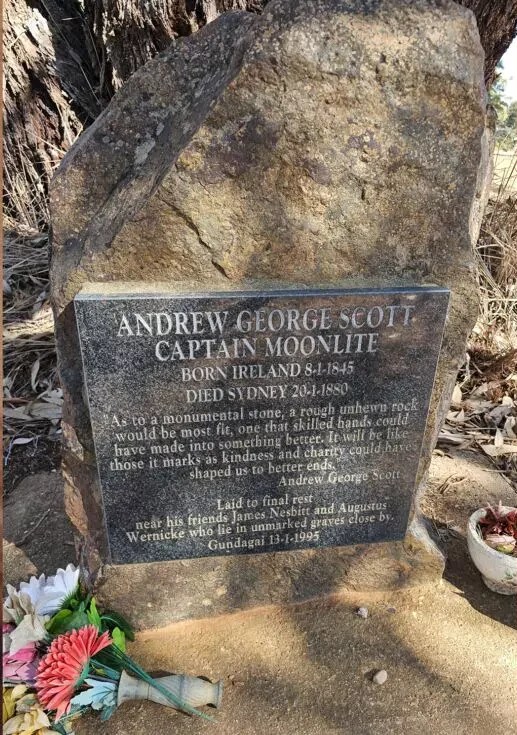 ANDREW GEORGE SCOTT
CAPTAIN MOONLITE
BORN IRELAND 8-1-1845
DIED SYDNEY 20-1-1880
"As to a monumental stone, a rough unhewn rock
would be most fit, one that skilled hands could
have made into something better. It will be like
those it marks as kindness and charity could have
shaped us to better ends.
Andrew George Scott
Laid to final rest
near his friends James Nesbitt and Augustus
Wernicke who lie in unmarked graves close by.
Gundagai 13-1-1995